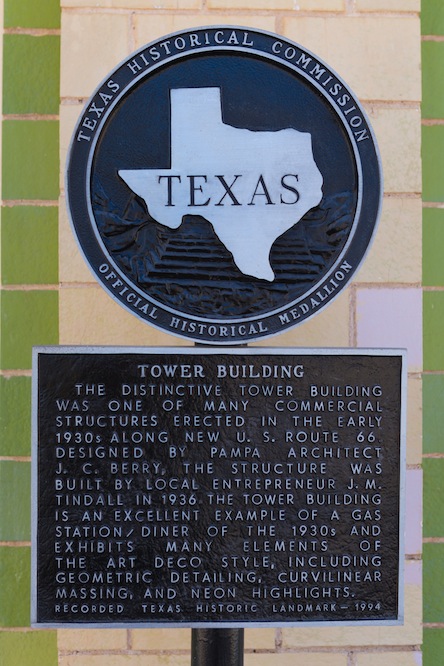 TEXAS HISTORICAL COMMISSION
TEXAS
OFFICIAL HISTORICAL MEDALLION
TOWER BUILDING
THE DISTINCTIVE TOWER BUILDING
WAS ONE OF MANY COMMERCIAL
STRUCTURES ERECTED IN THE EARLY
1930s ALONG NEW U. S. ROUTE 66.
DESIGNED BY PAMPA ARCHITECT
J. C. BERRY, THE STRUCTURE WAS
BUILT BY LOCAL ENTREPRENEUR J. M.
TINDALL IN 1936. THE TOWER BUILDING
IS AN EXCELLENT EXAMPLE OF A GAS
STATION/DINER OF THE 1930s AND
EXHIBITS MANY ELEMENTS OF
THE ART DECO STYLE, INCLUDING
GEOMETRIC DETAILING, CURVILINEAR
MASSING, AND NEON HIGHLIGHTS.
RECORDED TEXAS HISTORIC LANDMARK – 1994